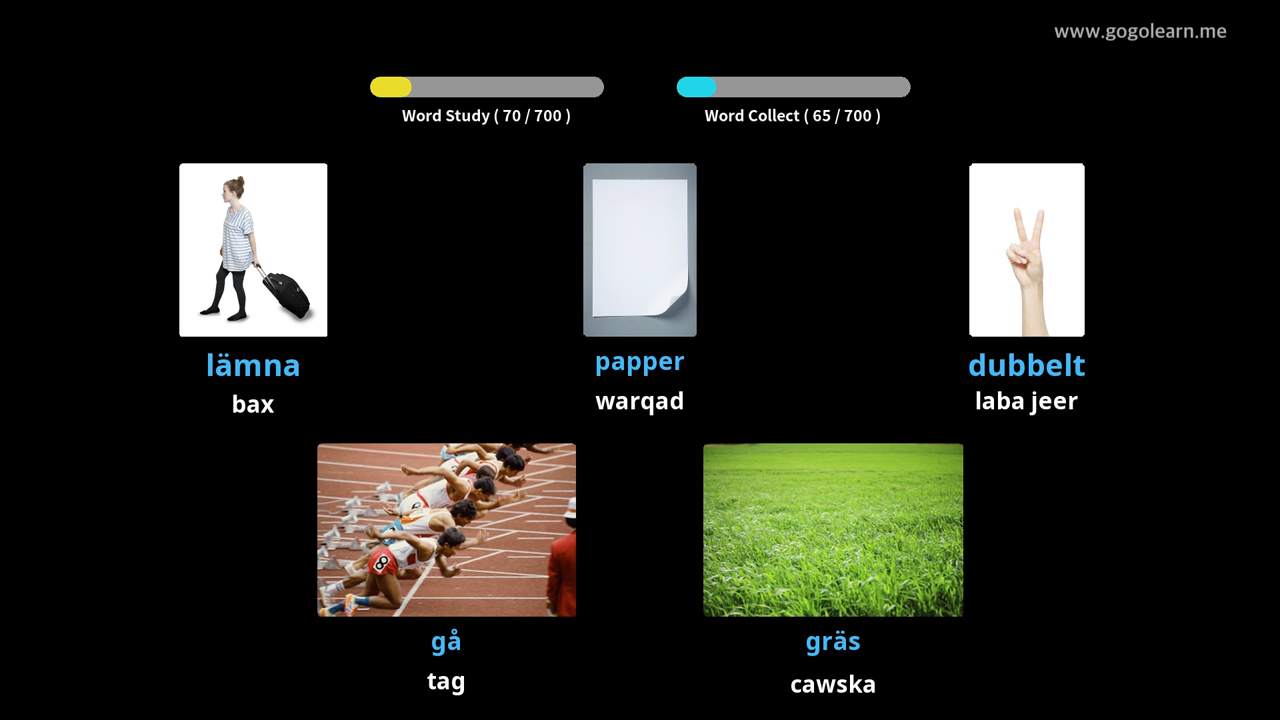 www.gogolearn.me
Word Study ( 70 / 700 )
Word Collect ( 65 / 700 )
lämna
bax
papper
warqad
dubbelt
laba jeer
8
gå
tag
gräs
cawska